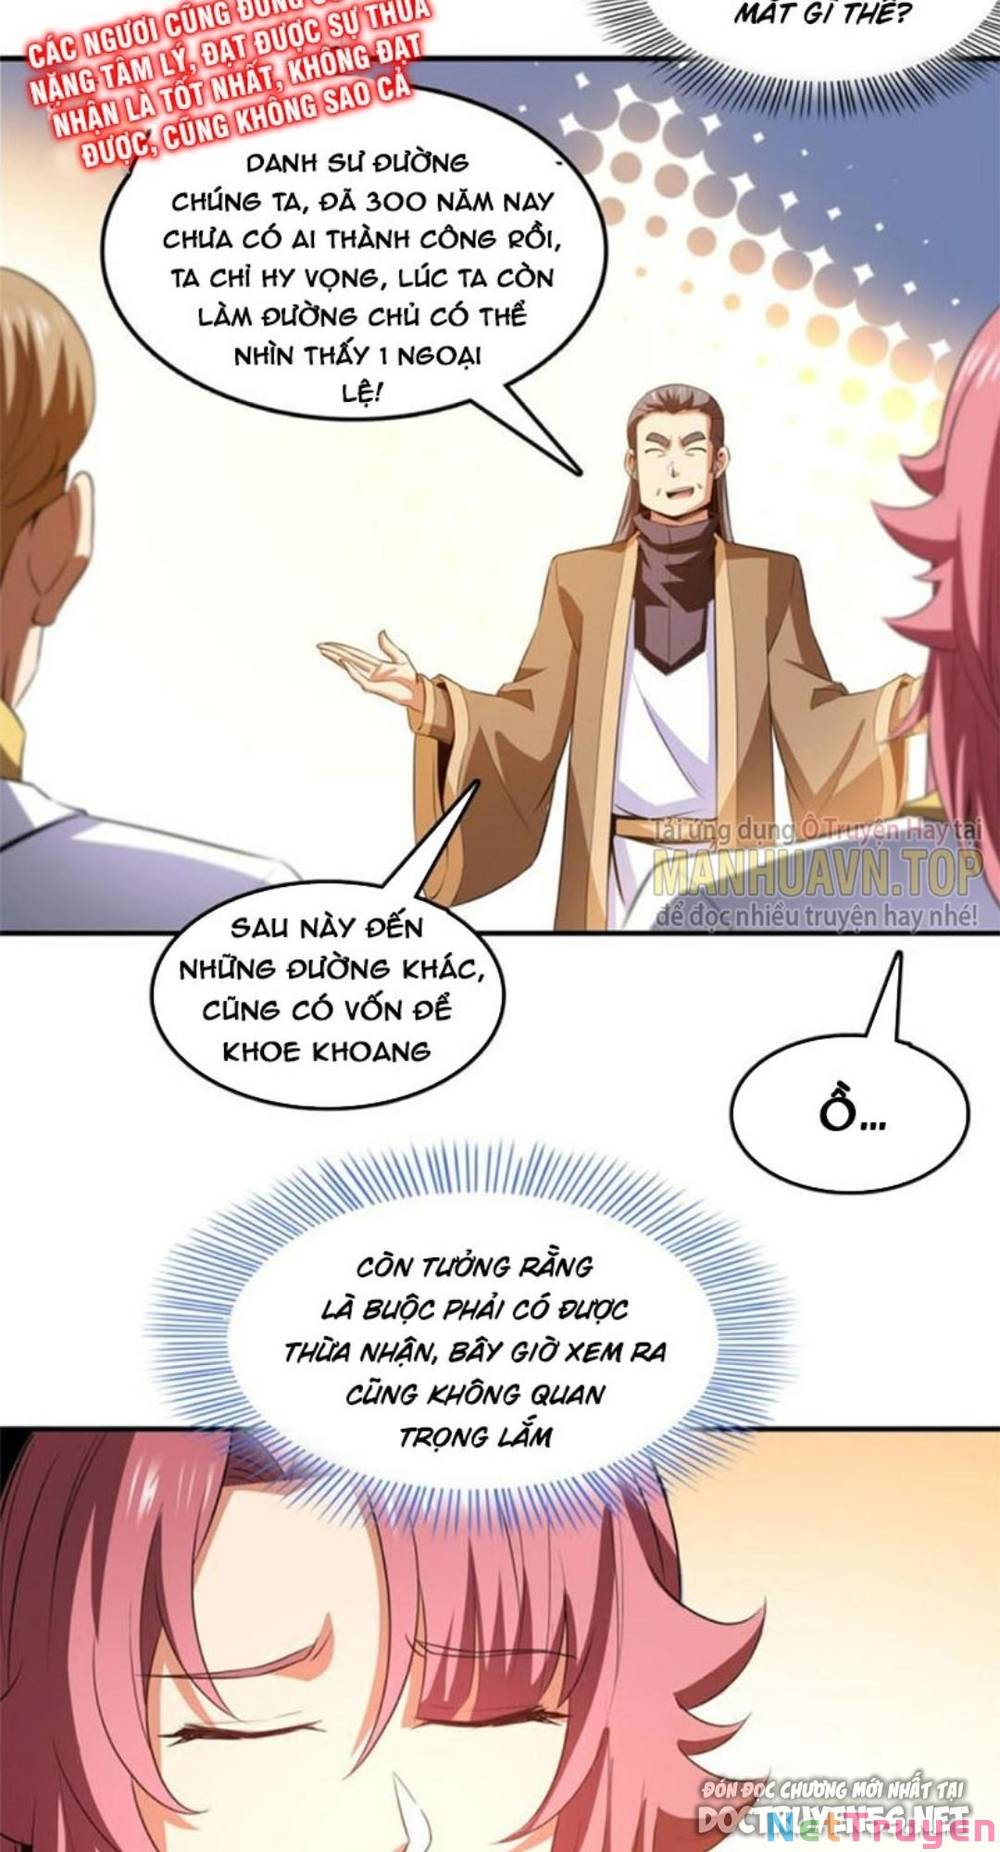 MẮT GÌ THẾ?
CÁC NGƯƠI CŨNG ĐỪNG
NẶNG TÂM LÝ, ĐẠT ĐƯỢC SỰ THỪA
NHẬN LÀ TỐT NHẤT, KHÔNG ĐẠT
ĐƯỢC, CŨNG KHÔNG SAO CẢ
DANH SƯ ĐƯỜNG
CHÚNG TA, ĐÃ 300 NĂM NAY
CHƯA CÓ AI THÀNH CÔNG RỒI,
TA CHỈ HY VỌNG, LÚC TA CÒN
LÀM ĐƯỜNG CHỦ CÓ THỂ
NHÌN THẤY 1 NGOẠI
LỆ!
Tải ứng dụng Ô Truyện Hay tại
MANHUAVN.TOP
để đọc nhiều truyện hay nhé!
SAU NÀY ĐẾN
NHỮNG ĐƯỜNG KHÁC,
CŨNG CÓ VỐN ĐỂ
KHOE KHOANG
Ồ...
CÒN TƯỞNG RẰNG
LÀ BUỘC PHẢI CÓ ĐƯỢC
THỪA NHẬN, BÂY GIỜ XEM RA
CŨNG KHÔNG QUAN
TRỌNG LẮM
ĐÓN ĐỌC CHƯƠNG MỚI NHẤT TẠI
DOCTRUYEN5S.NET
NetTruyen